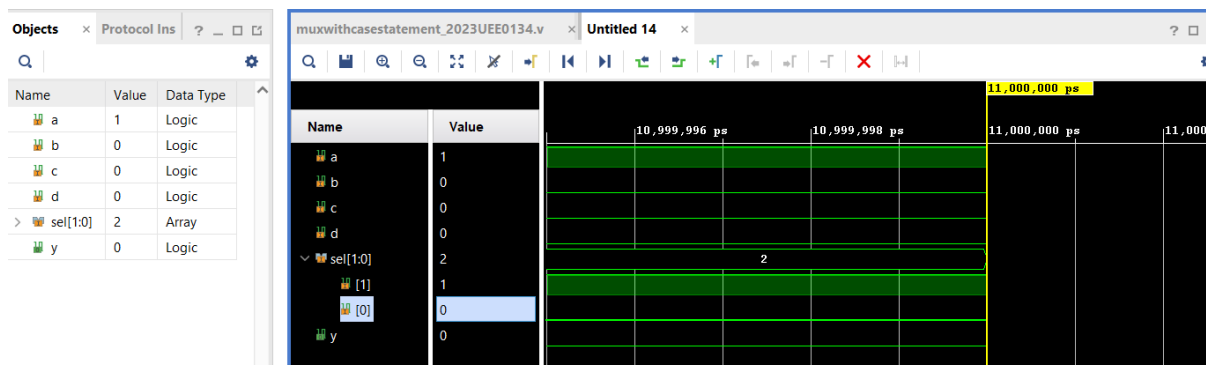 Objects × Protocol Ins ? _ □
Name Value Data Type
a 1 Logic
b 0 Logic
c 0 Logic
d 0 Logic
> sel[1:0] 2 Array
y 0 Logic
muxwithcasestatement_2023UEE0134.v × Untitled 14 × ? □
11,000,000 ps
Name Value
10,999,996 ps 10,999,998 ps 11,000,000 ps 11,000
a 1
b 0
c 0
d 0
sel[1:0] 2 2
[1] 1
[0] 0
y 0